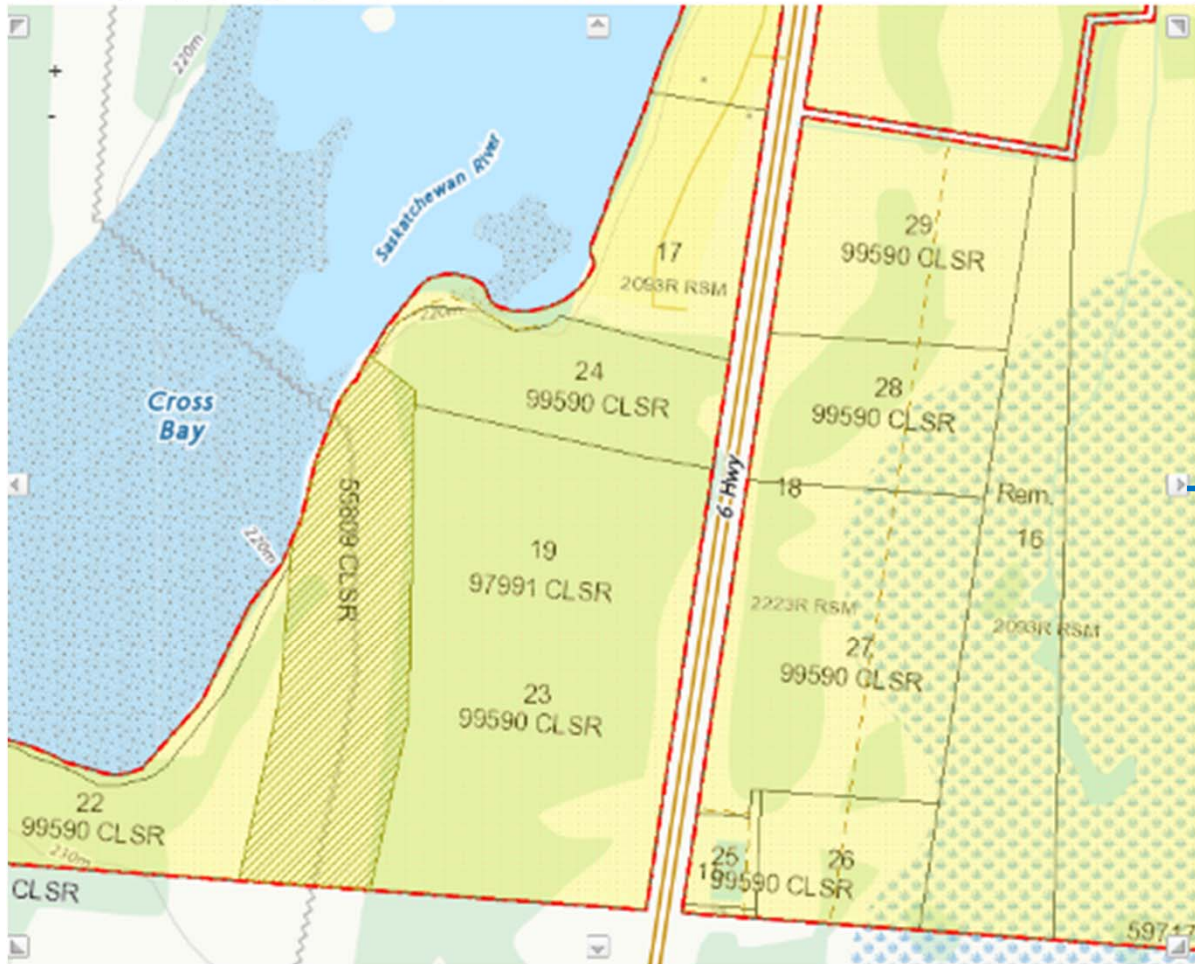 +
-
220m
Saskatchewan River
29
99590 CLSR
17
2093R RSM
220m
24
99590 CLSR
28
99590 CLSR
Cross
Bay
6 Hwy
18
Rem.
16
55809 CLSR
220m
19
97991 CLSR
2223R RSM
2093R RSM
27
99590 CLSR
23
99590 CLSR
22
99590 CLSR
230m
25
26
99590 CLSR
CLSR